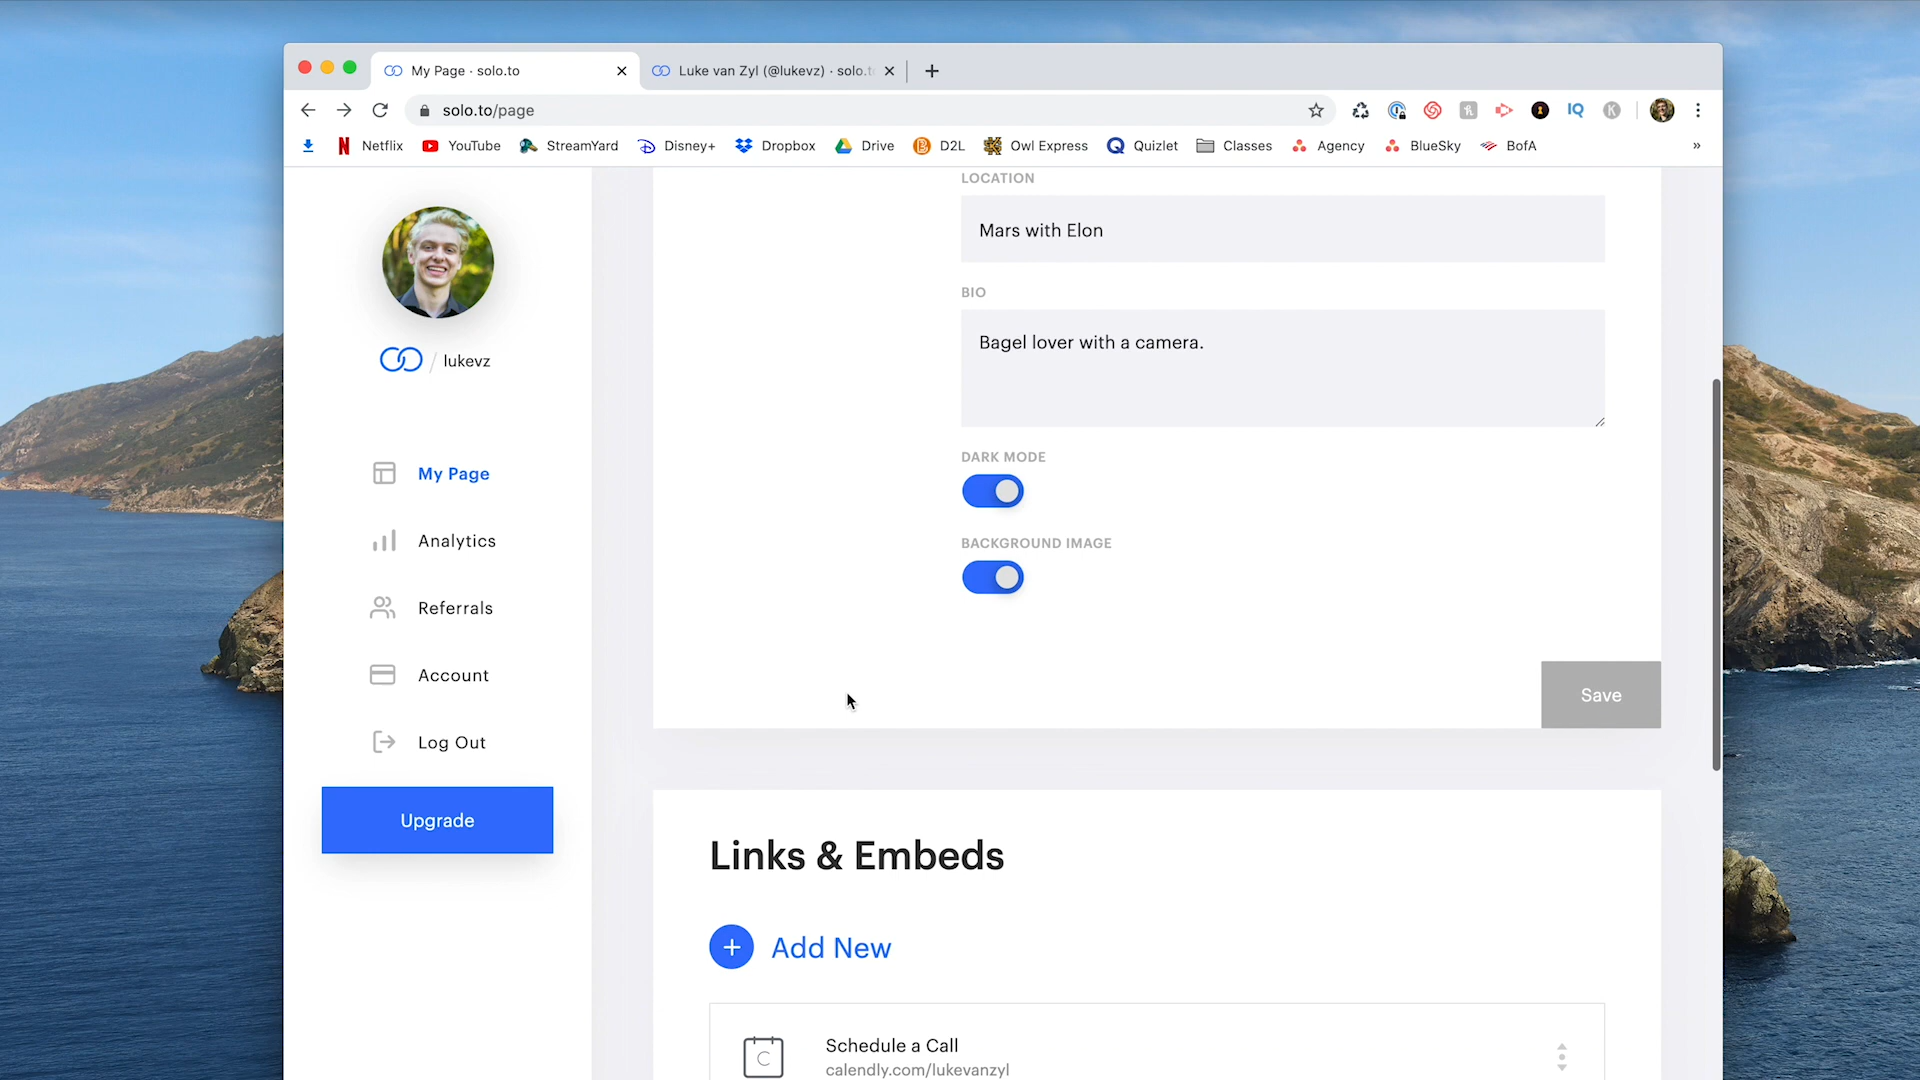 My Page · solo.to
Luke van Zyl (@lukevz) · solo.t
solo.to/page
IQ
K
Netflix
YouTube
StreamYard
Disney+
Dropbox
Drive
D2L
Owl Express
Quizlet
Classes
Agency
BlueSky
BofA
»
/ lukevz
My Page
Analytics
Referrals
Account
Log Out
Upgrade
LOCATION
Mars with Elon
BIO
Bagel lover with a camera.
DARK MODE
BACKGROUND IMAGE
Save
Links & Embeds
+ Add New
C
Schedule a Call
calendly.com/lukevanzyl